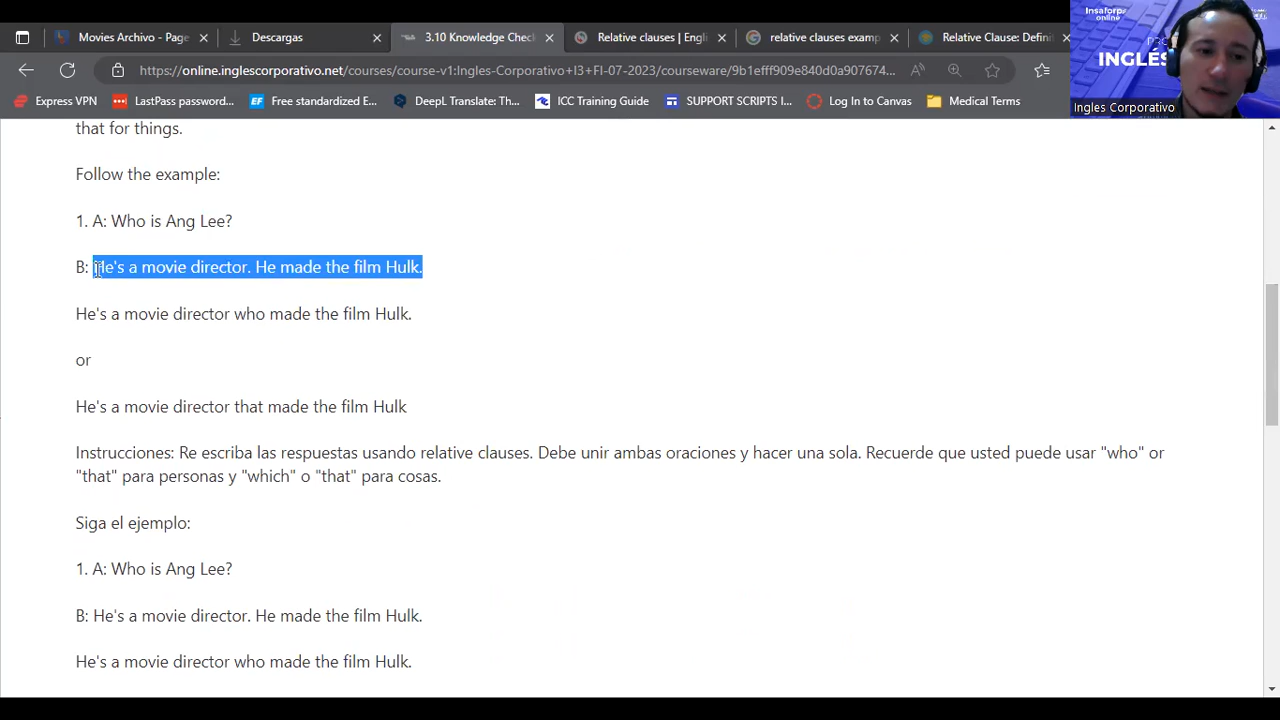 Movies Archivo - Page
Descargas
3.10 Knowledge Chec
Relative clauses | Engli
relative clauses examp
Relative Clause: Defini
https://online.inglescorporativo.net/courses/course-v1:Ingles-Corporativo+I3+FI-07-2023/courseware/9b1efff909e840d0a907674...
Express VPN
LastPass password...
Free standardized E...
DeepL Translate: Th...
ICC Training Guide
SUPPORT SCRIPTS I...
Log In to Canvas
Medical Terms
Insaforp
online
INGLÉS
Ingles Corporativo
that for things.
Follow the example:
1. A: Who is Ang Lee?
B: He's a movie director. He made the film Hulk.
He's a movie director who made the film Hulk.
or
He's a movie director that made the film Hulk
Instrucciones: Re escriba las respuestas usando relative clauses. Debe unir ambas oraciones y hacer una sola. Recuerde que usted puede usar "who" or
"that" para personas y "which" o "that" para cosas.
Siga el ejemplo:
1. A: Who is Ang Lee?
B: He's a movie director. He made the film Hulk.
He's a movie director who made the film Hulk.